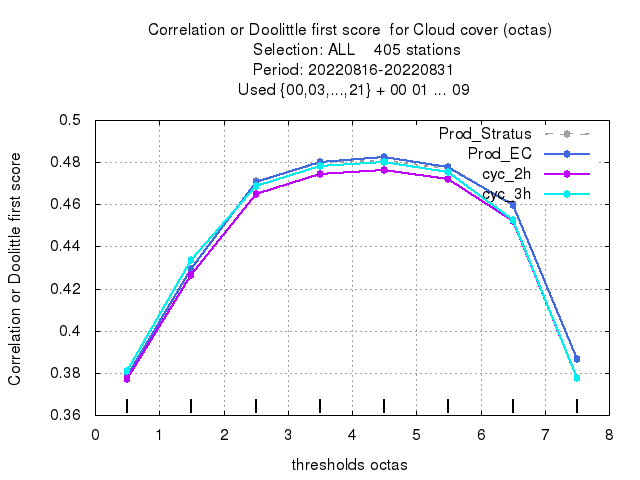 Correlation or Doolittle first score  for Cloud cover (octas)
Selection: ALL    405 stations
Period: 20220816-20220831
Used {00,03,...,21} + 00 01 ... 09
Correlation or Doolittle first score
0.5
0.48
0.46
0.44
0.42
0.4
0.38
0.36
Prod_Stratus
Prod_EC
cyc_2h
cyc_3h
0 1 2 3 4 5 6 7 8
thresholds octas